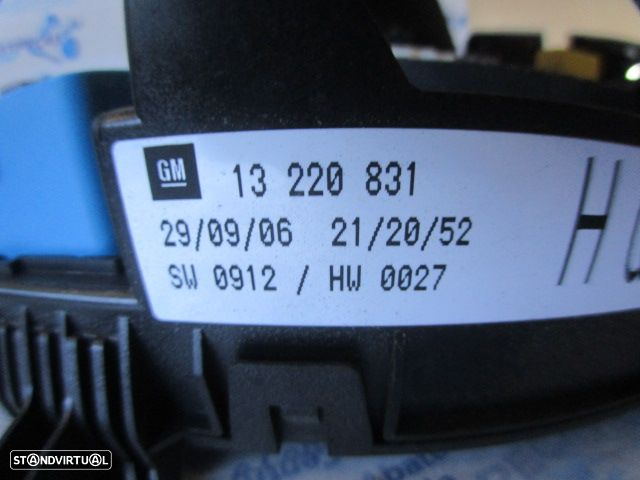 GM 13 220 831
29/09/06 21/20/52
SW 0912 / HW 0027
STANDVIRTUAL